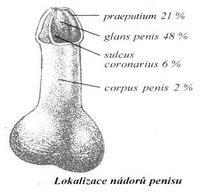 praeputium 21 %
glans penis 48 %
sulcus
coronarius 6 %
corpus penis 2 %
Lokalizace nádorů penisu